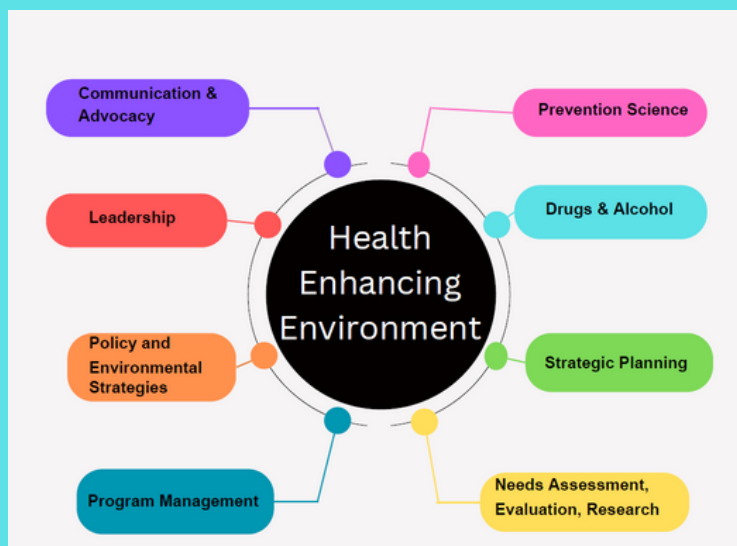 Communication &
Advocacy
Prevention Science
Leadership
Drugs & Alcohol
Health
Enhancing
Environment
Policy and
Environmental
Strategies
Strategic Planning
Program Management
Needs Assessment,
Evaluation, Research